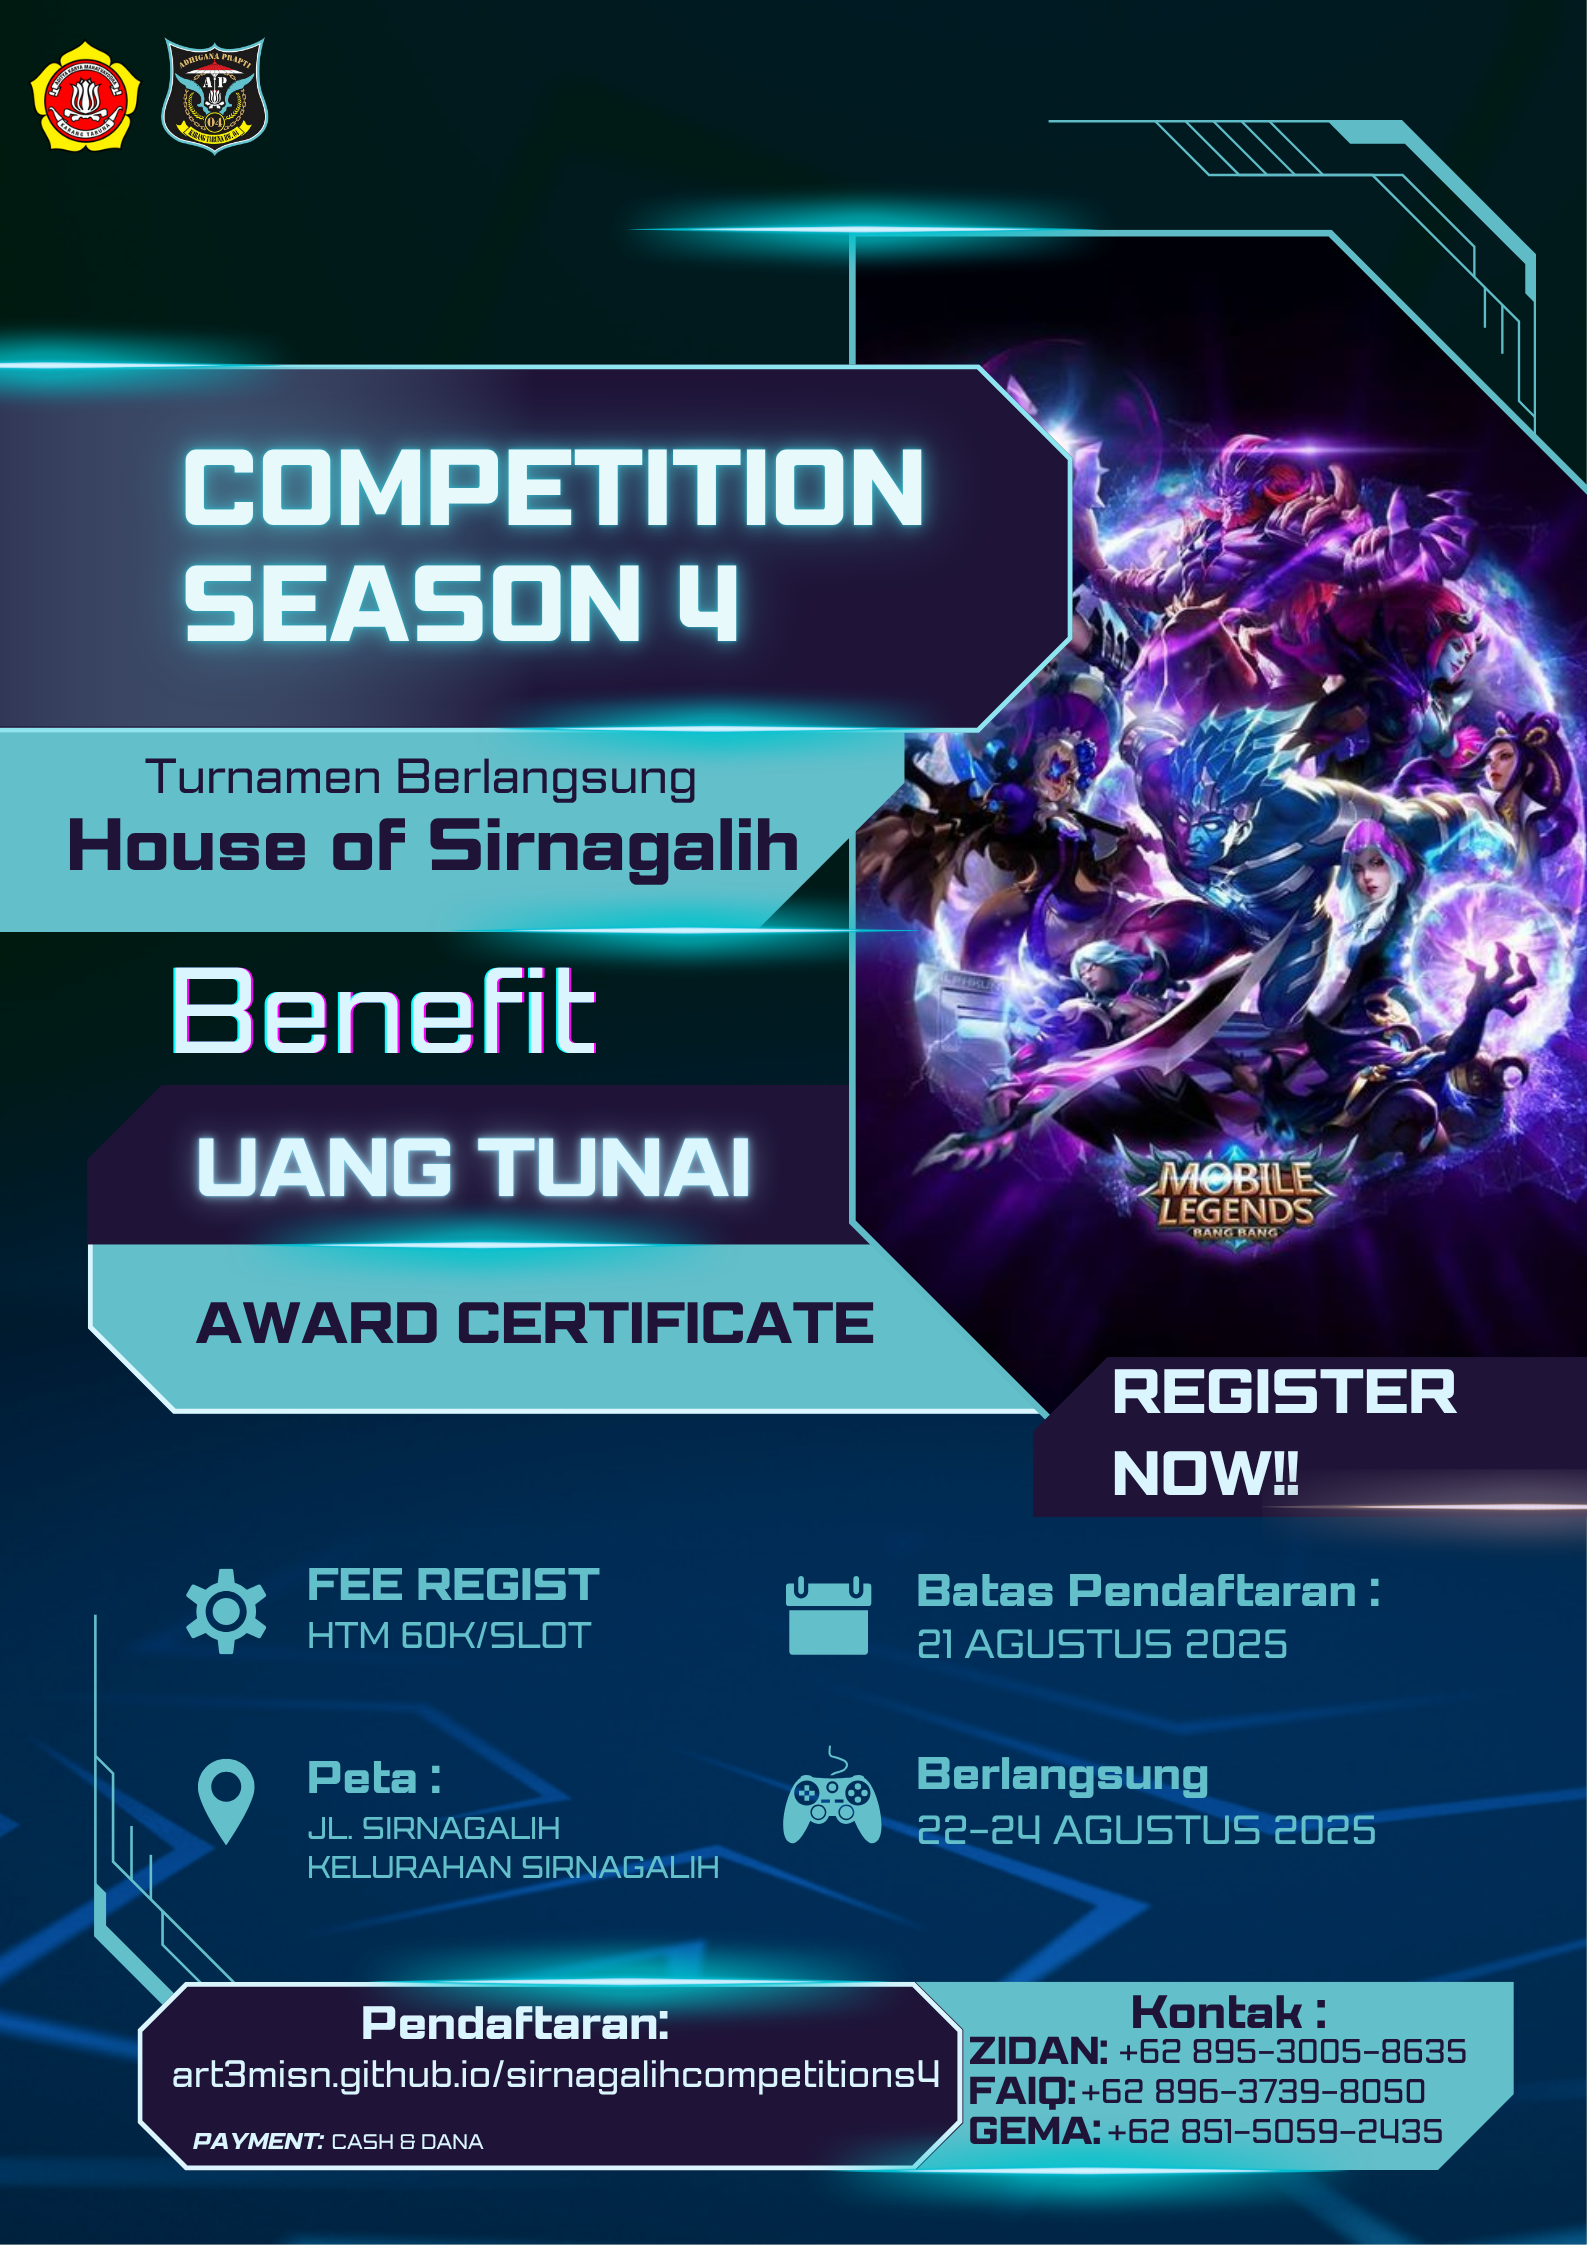 ADHIGANA PRAPTI
AP
04
KARANG TARUNA
COMPETITION
SEASON 4
Turnamen Berlangsung
House of Sirnagalih
Benefit
UANG TUNAI
AWARD CERTIFICATE
MOBILE
LEGENDS
BANG BANG
REGISTER
NOW!!
FEE REGIST
HTM 60K/SLOT
Batas Pendaftaran :
21 AGUSTUS 2025
Peta :
JL. SIRNAGALIH
KELURAHAN SIRNAGALIH
Berlangsung
22-24 AGUSTUS 2025
Pendaftaran:
art3misn.github.io/sirnagalihcompetitions4
PAYMENT: CASH & DANA
Kontak :
ZIDAN: +62 895-3005-8635
FAIQ: +62 896-3739-8050
GEMA: +62 851-5059-2435